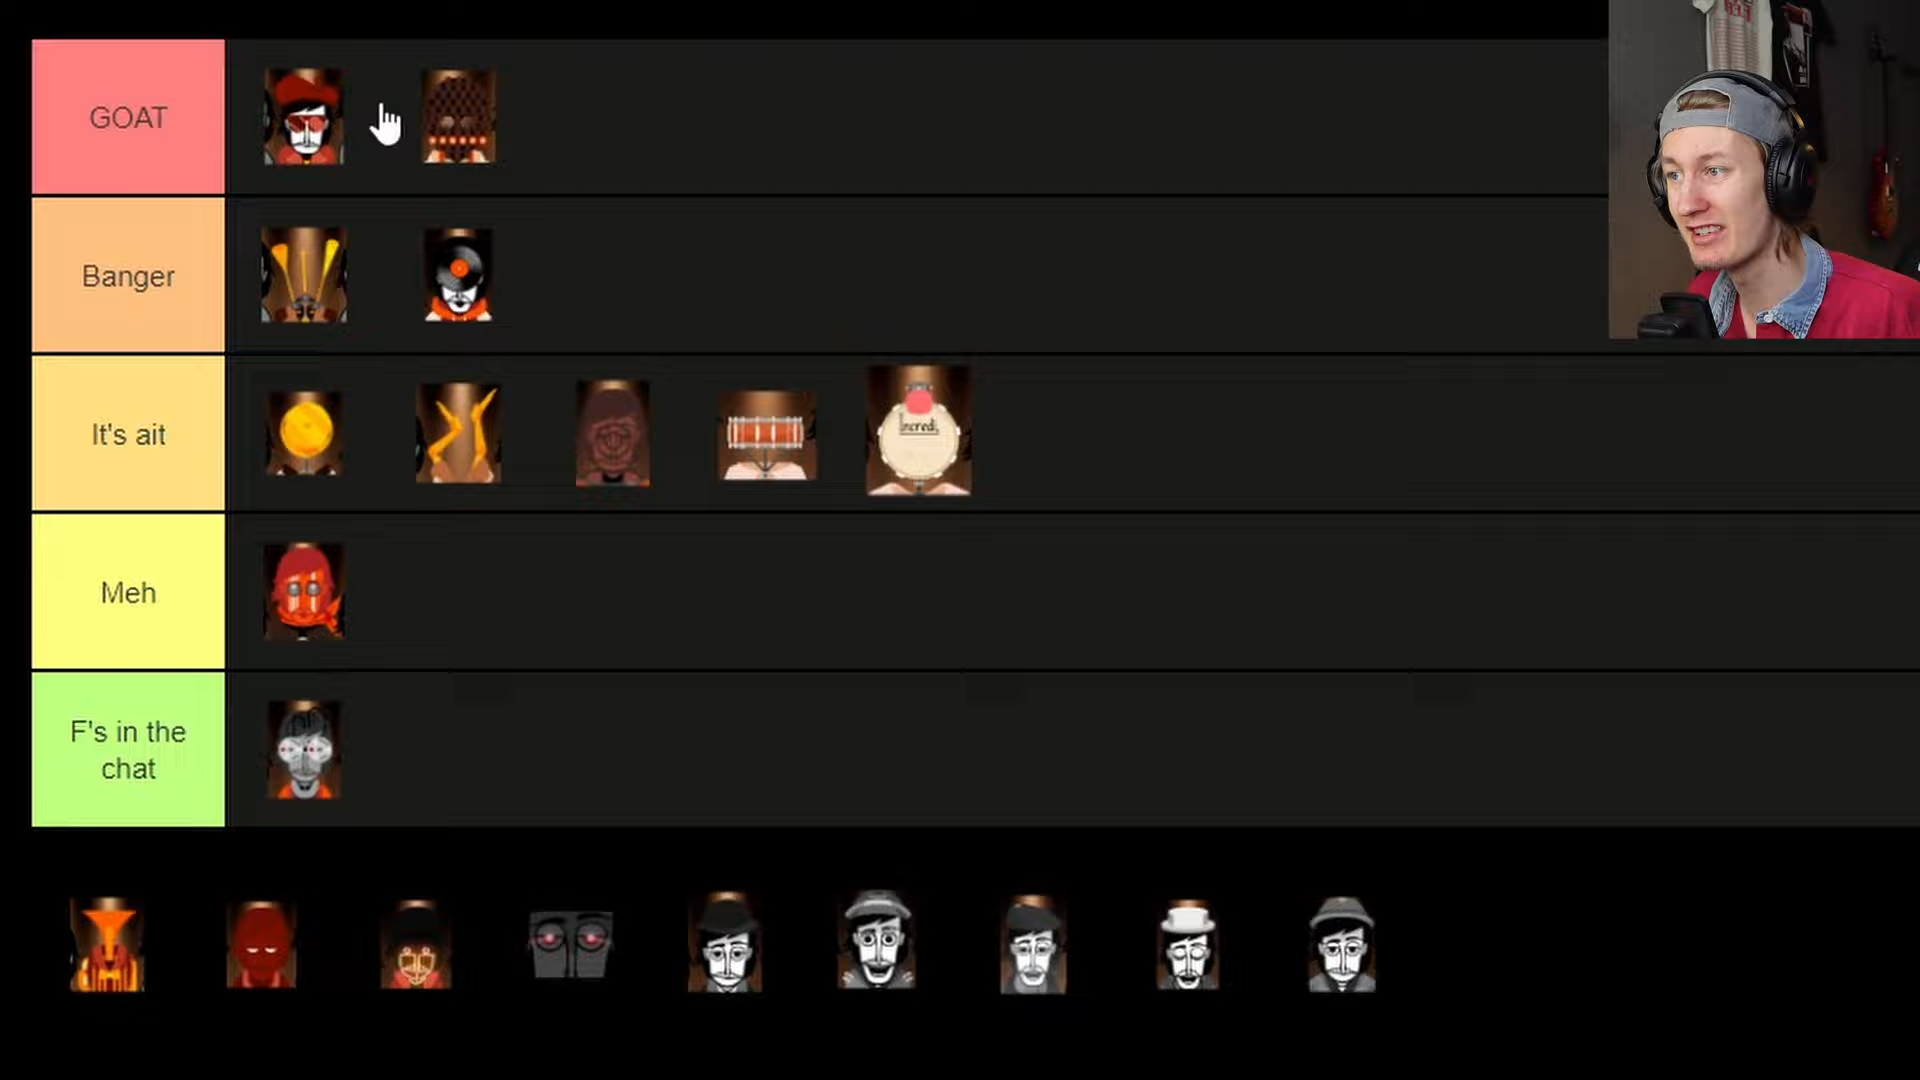 GOAT
Banger
It's ait
Incredi
Meh
F's in the
chat